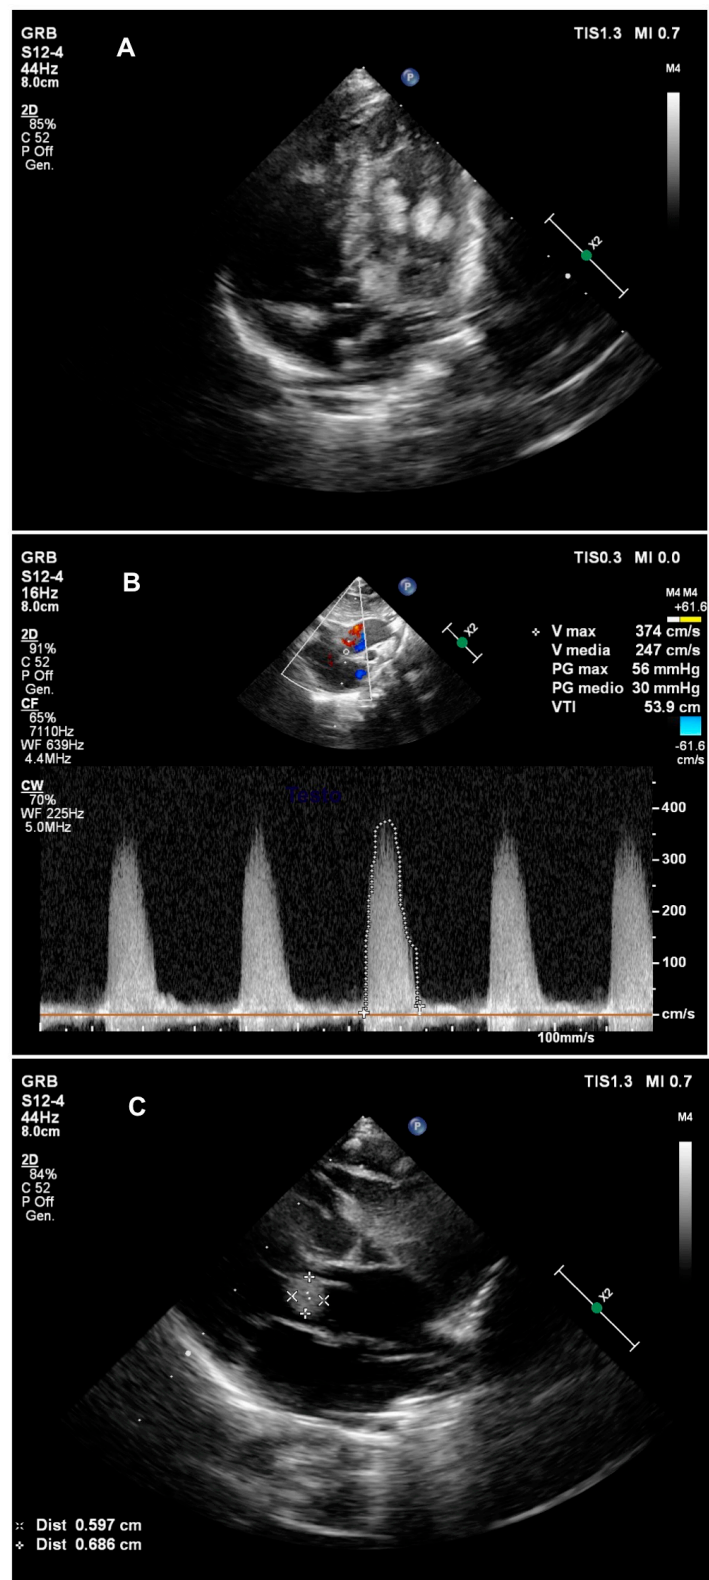 GRB
S12-4
44Hz
8.0cm
A
TIS1.3 MI 0.7
M4
2D
85%
C 52
P Off
Gen.
P
X2
GRB
S12-4
16Hz
8.0cm
B
TIS0.3 MI 0.0
M4 M4
+61.6
2D
91%
C 52
P Off
Gen.
CF
65%
7110Hz
WF 639Hz
4.4MHz
P
X2
V max 374 cm/s
V media 247 cm/s
PG max 56 mmHg
PG medio 30 mmHg
VTI 53.9 cm
-61.6
cm/s
CW
70%
WF 225Hz
5.0MHz
400
300
200
100
cm/s
100mm/s
GRB
S12-4
44Hz
8.0cm
C
TIS1.3 MI 0.7
M4
2D
84%
C 52
P Off
Gen.
P
X2
Dist 0.597 cm
Dist 0.686 cm